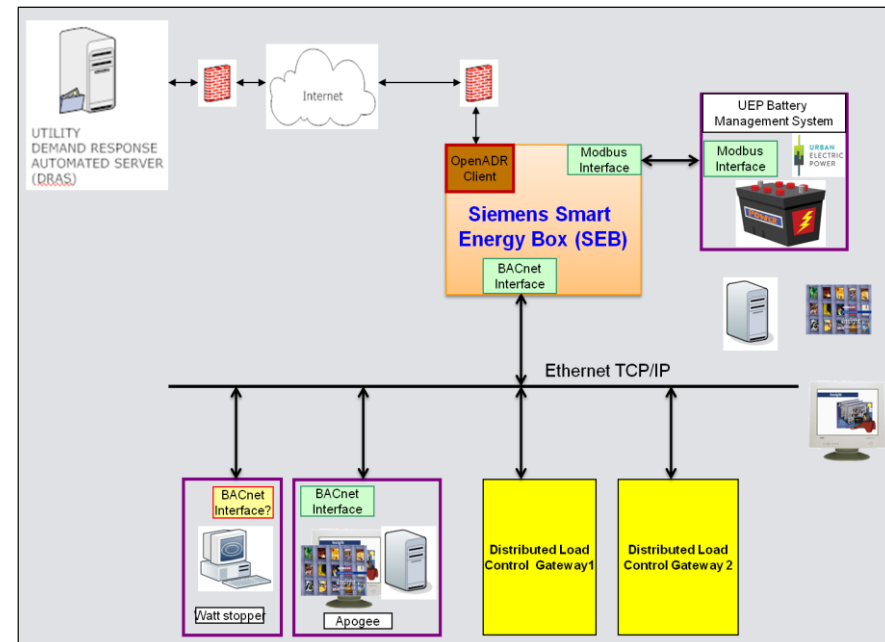 UTILITY
DEMAND RESPONSE
AUTOMATED SERVER
(DRAS)
Internet
OpenADR
Client
Modbus
Interface
Siemens Smart
Energy Box (SEB)
BACnet
Interface
UEP Battery
Management System
Modbus
Interface
URBAN
ELECTRIC
POWER
POWER
Ethernet TCP/IP
BACnet
Interface?
Watt stopper
BACnet
Interface
Apogee
Distributed Load
Control Gateway1
Distributed Load
Control Gateway 2